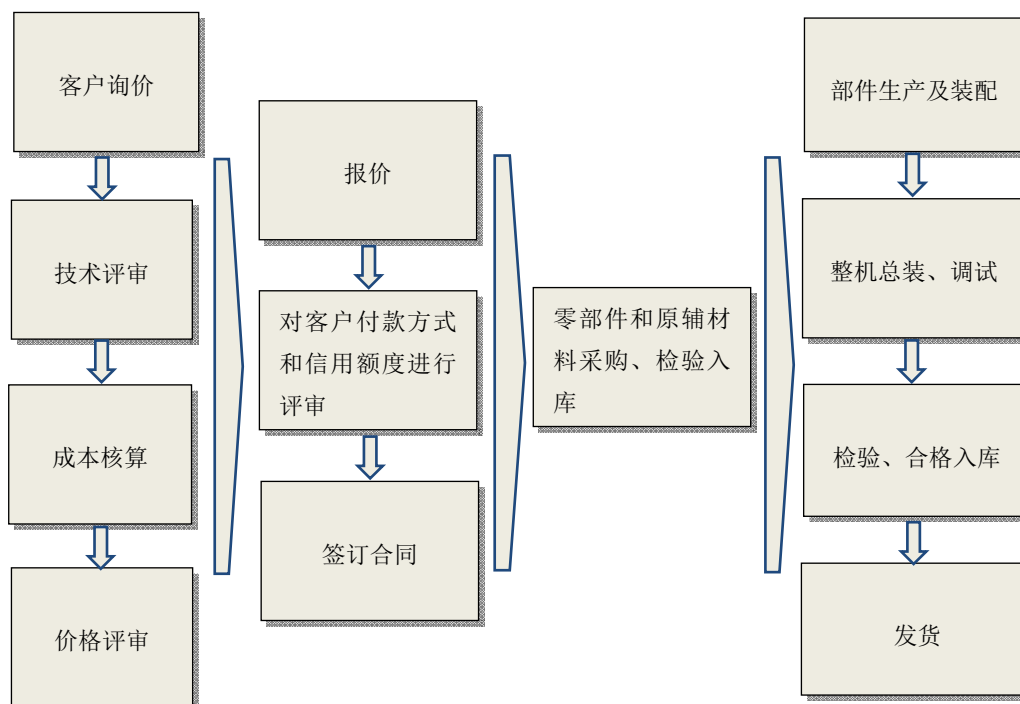 客户询价
技术评审
成本核算
价格评审
报价
对客户付款方式
和信用额度进行
评审
签订合同
零部件和原辅材
料采购、检验入
库
部件生产及装配
整机总装、调试
检验、合格入库
发货